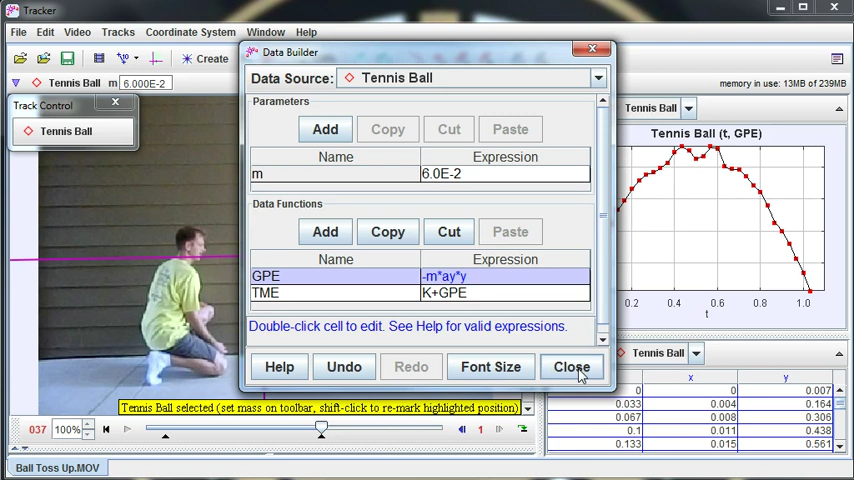 Tracker
File Edit Video Tracks Coordinate System Window Help
Create
memory in use: 13MB of 239MB
Tennis Ball m 6.000E-2
Track Control
Tennis Ball
Data Builder
Data Source: Tennis Ball
Parameters
Add Copy Cut Paste
Name Expression
m 6.0E-2
Data Functions
Add Copy Cut Paste
Name Expression
GPE -m*ay*y
TME K+GPE
Double-click cell to edit. See Help for valid expressions.
Help Undo Redo Font Size Close
Tennis Ball
Tennis Ball (t, GPE)
0.2 0.4 0.6 0.8 1.0
t
Tennis Ball
x y
0 0 0.007
0.033 0.004 0.164
0.067 0.008 0.306
0.1 0.011 0.438
0.133 0.015 0.561
Tennis Ball selected (set mass on toolbar, shift-click to re-mark highlighted position)
037 100% 1
Ball Toss Up.MOV